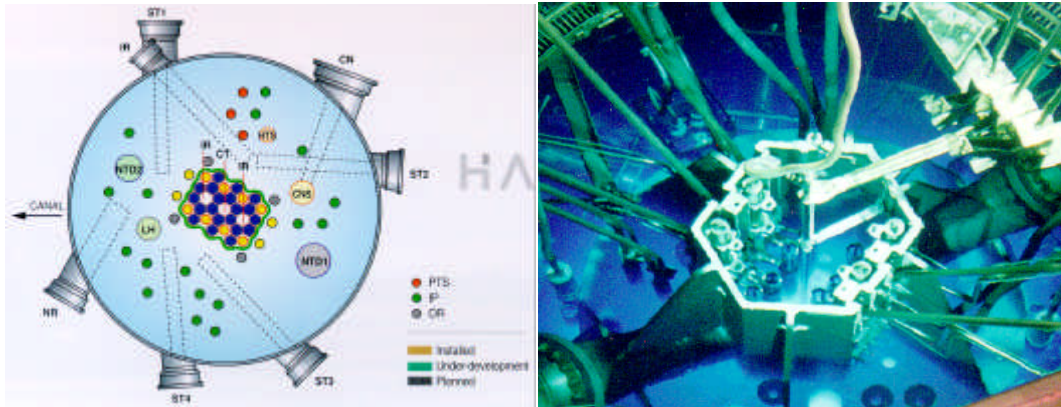 ST1
IR
CN
HTS
IR
CT
IR
NTD2
ST2
HA
CNS
CANAL
LH
NTD1
PTS
IP
OR
NR
Installed
Under-development
Planned
ST3
ST4